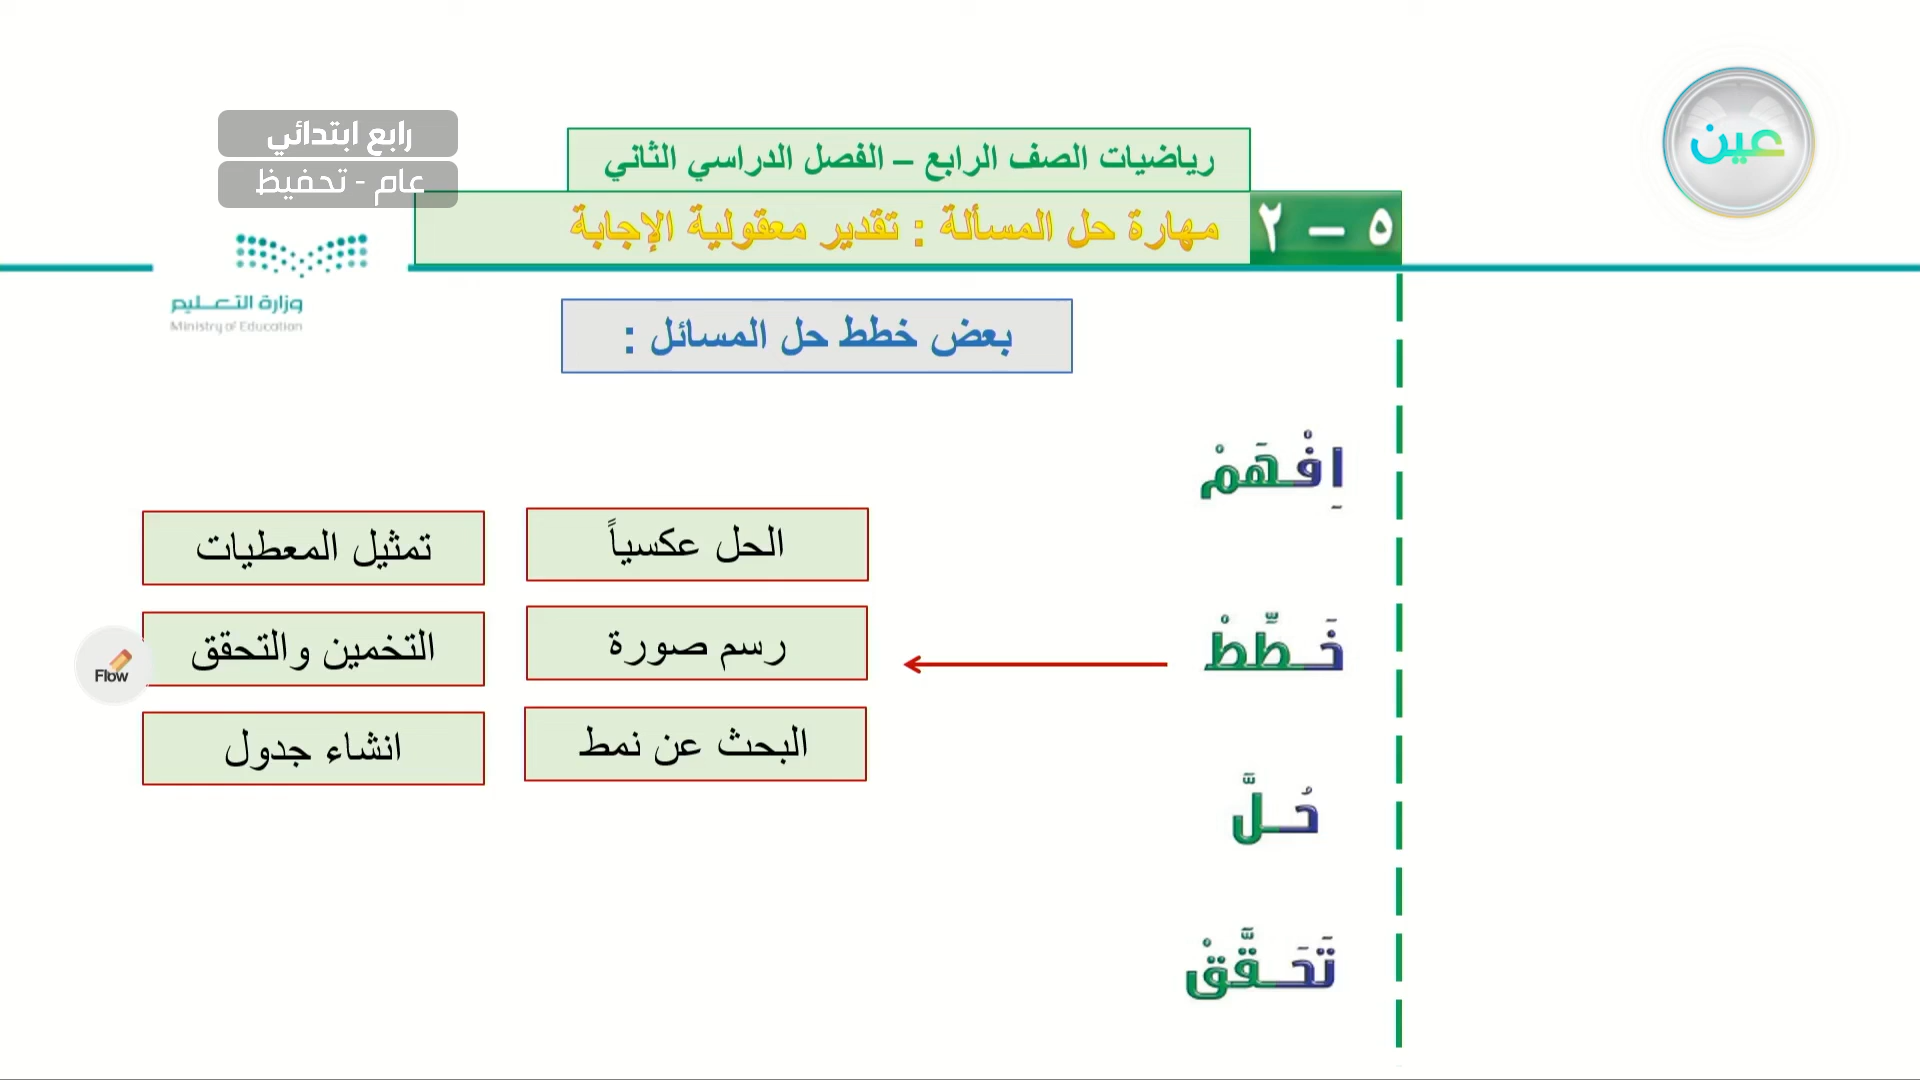 عين
رابع ابتدائي
عام - تحفيظ
رياضيات الصف الرابع – الفصل الدراسي الثاني
٥ – ٢ مهارة حل المسألة : تقدير معقولية الإجابة
وزارة التعليم
Ministry of Education
بعض خطط حل المسائل :
اِفْهَمْ
خَطِّطْ
الحل عكسياً
تمثيل المعطيات
رسم صورة
التخمين والتحقق
البحث عن نمط
انشاء جدول
Flow
حُلَّ
تَحَقَّقْ